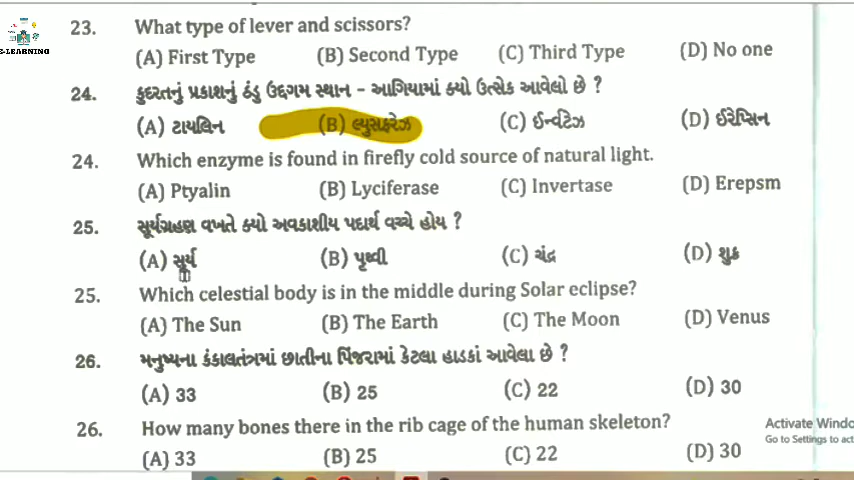 E-LEARNING
23. What type of lever and scissors?
(A) First Type (B) Second Type (C) Third Type (D) No one
24. કુદરતનું પ્રકાશનું ઠંડુ ઉદ્દગમ સ્થાન - આગિયામાં ક્યો ઉત્સેક આવેલો છે ?
(A) ટાયલિન (B) લ્યુસફરેઝ (C) ઈન્વર્ટેઝ (D) ઈરેપ્સિન
24. Which enzyme is found in firefly cold source of natural light.
(A) Ptyalin (B) Lyciferase (C) Invertase (D) Erepsm
25. સૂર્યગ્રહણ વખતે ક્યો અવકાશીય પદાર્થ વચ્ચે હોય ?
(A) સૂર્ય (B) પૃથ્વી (C) ચંદ્ર (D) શુક્ર
25. Which celestial body is in the middle during Solar eclipse?
(A) The Sun (B) The Earth (C) The Moon (D) Venus
26. મનુષ્યના કંકાલતંત્રમાં છાતીના પિંજરામાં કેટલા હાડકાં આવેલા છે ?
(A) 33 (B) 25 (C) 22 (D) 30
26. How many bones there in the rib cage of the human skeleton?
(A) 33 (B) 25 (C) 22 (D) 30
Activate Windo
Go to Settings to act